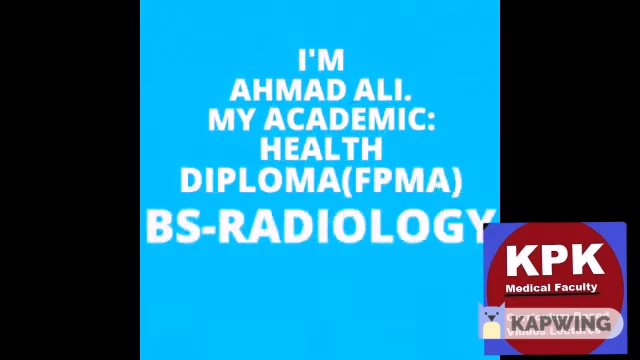 I'M
AHMAD ALI.
MY ACADEMIC:
HEALTH
DIPLOMA(FPMA)
BS-RADIOLOGY
KPK
Medical Faculty
KAPWING